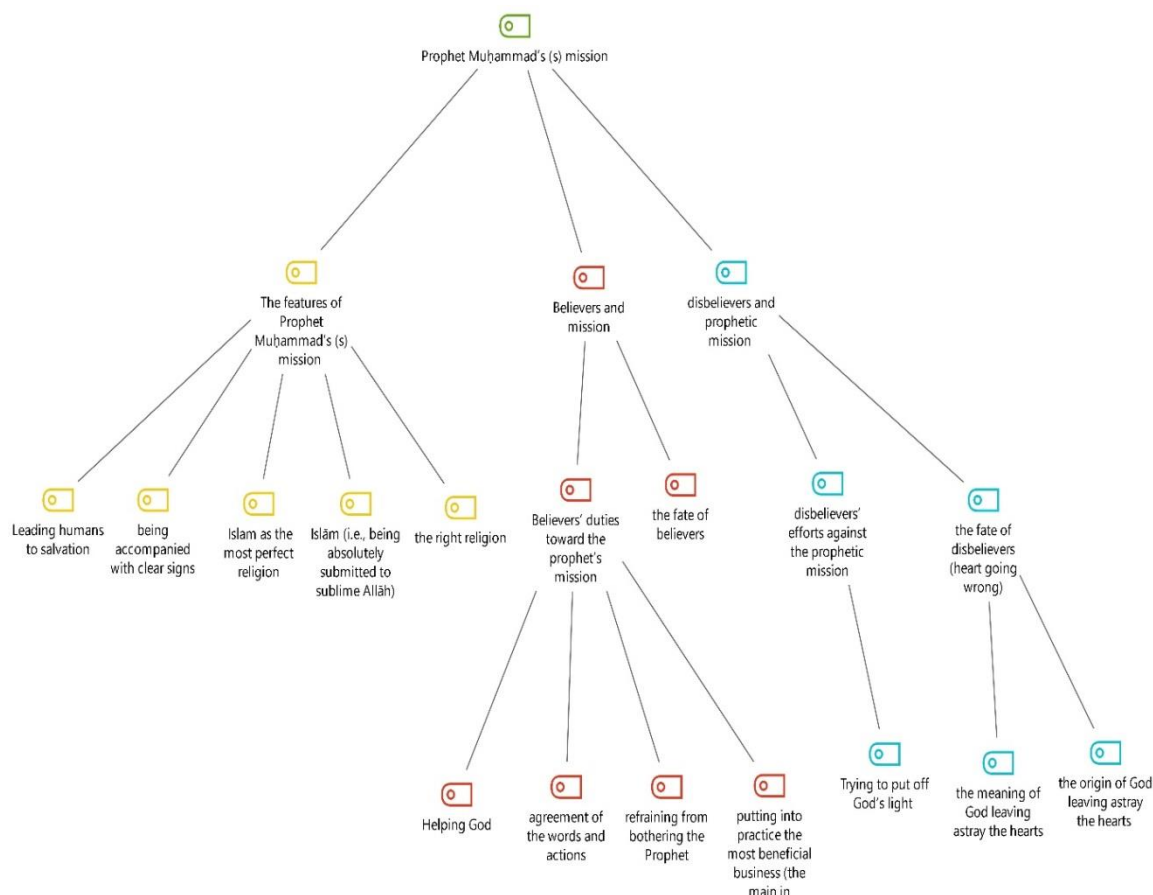 Prophet Muḥammad’s (s) mission
The features of
Prophet
Muḥammad’s (s)
mission
Believers and
mission
disbelievers and
prophetic
mission
Leading humans
to salvation
being
accompanied
with clear signs
Islam as the
most perfect
religion
Islām (i.e., being
absolutely
submitted to
sublime Allāh)
the right religion
Believers’ duties
toward the
prophet’s
mission
the fate of
believers
disbelievers’
efforts against
the prophetic
mission
the fate of
disbelievers
(heart going
wrong)
Helping God
agreement of
the words and
actions
refraining from
bothering the
Prophet
putting into
practice the
most beneficial
business (the
main in
Trying to put off
God’s light
the meaning of
God leaving
astray the hearts
the origin of God
leaving astray
the hearts